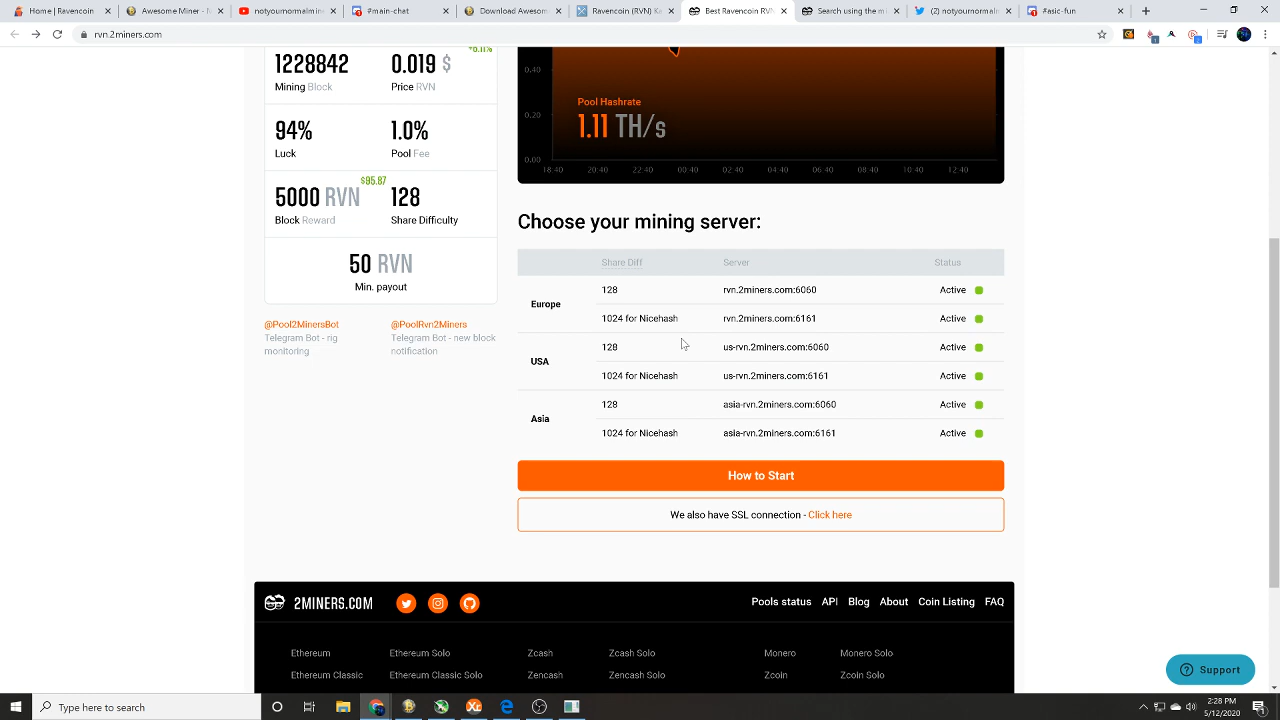 Home | Ravencoin
Awesome Miner - M
RVN | Ravencoin (RVN) Ke
Best Ravencoin RVN
Search using the em
(2) notyournormalp
#asic-fun
rvn.2miners.com
+6.11%
1228842
Mining Block
0.019 $
Price RVN
94%
Luck
1.0%
Pool Fee
5000 RVN
$95.87
Block Reward
128
Share Difficulty
50 RVN
Min. payout
@Pool2MinersBot
Telegram Bot - rig
monitoring
@PoolRvn2Miners
Telegram Bot - new block
notification
0.40
0.20
0.00
Pool Hashrate
1.11 TH/s
18:40 20:40 22:40 00:40 02:40 04:40 06:40 08:40 10:40 12:40
Choose your mining server:
Share Diff Server Status
Europe
128 rvn.2miners.com:6060 Active
1024 for Nicehash rvn.2miners.com:6161 Active
USA
128 us-rvn.2miners.com:6060 Active
1024 for Nicehash us-rvn.2miners.com:6161 Active
Asia
128 asia-rvn.2miners.com:6060 Active
1024 for Nicehash asia-rvn.2miners.com:6161 Active
How to Start
We also have SSL connection - Click here
2MINERS.COM
Pools status API Blog About Coin Listing FAQ
Ethereum Ethereum Solo Zcash Zcash Solo Monero Monero Solo
Ethereum Classic Ethereum Classic Solo Zencash Zencash Solo Zcoin Zcoin Solo
Support
Type here to search
2:28 PM
5/12/2020